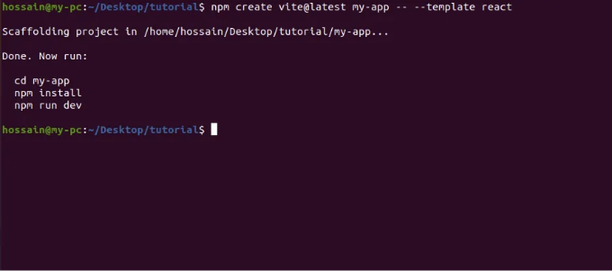 hossain@my-pc:~/Desktop/tutorial$ npm create vite@latest my-app -- --template react
Scaffolding project in /home/hossain/Desktop/tutorial/my-app...
Done. Now run:
cd my-app
npm install
npm run dev
hossain@my-pc:~/Desktop/tutorial$